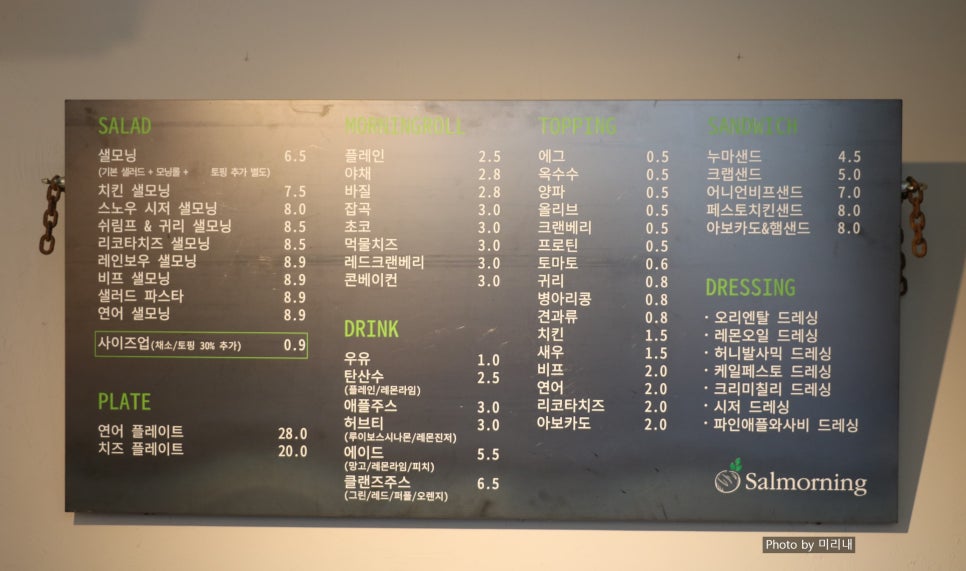 SALAD
샐모닝 6.5
(기본 샐러드 + 모닝롤 + 토핑 추가 별도)
치킨 샐모닝 7.5
스노우 시저 샐모닝 8.0
쉬림프 & 귀리 샐모닝 8.5
리코타치즈 샐모닝 8.5
레인보우 샐모닝 8.9
비프 샐모닝 8.9
샐러드 파스타 8.9
연어 샐모닝 8.9
사이즈업(채소/토핑 30% 추가) 0.9
PLATE
연어 플레이트 28.0
치즈 플레이트 20.0
MORNINGROLL
플레인 2.5
야채 2.8
바질 2.8
잡곡 3.0
초코 3.0
먹물치즈 3.0
레드크랜베리 3.0
콘베이컨 3.0
DRINK
우유 1.0
탄산수 2.5
(플레인/레몬라임)
애플주스 3.0
허브티 3.0
(루이보스시나몬/레몬진저)
에이드 5.5
(망고/레몬라임/피치)
클랜즈주스 6.5
(그린/레드/퍼플/오렌지)
TOPPING
에그 0.5
옥수수 0.5
양파 0.5
올리브 0.5
크랜베리 0.5
프로틴 0.5
토마토 0.6
귀리 0.8
병아리콩 0.8
견과류 0.8
치킨 1.5
새우 1.5
비프 2.0
연어 2.0
리코타치즈 2.0
아보카도 2.0
SANDWICH
누마샌드 4.5
크랩샌드 5.0
어니언비프샌드 7.0
페스토치킨샌드 8.0
아보카도&햄샌드 8.0
DRESSING
· 오리엔탈 드레싱
· 레몬오일 드레싱
· 허니발사믹 드레싱
· 케일페스토 드레싱
· 크리미칠리 드레싱
· 시저 드레싱
· 파인애플와사비 드레싱
Salmorning
Photo by 미리내